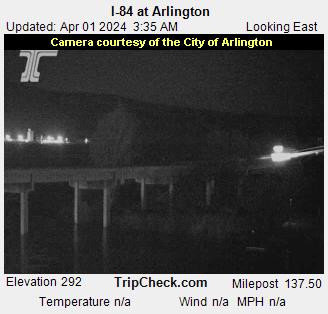 I-84 at Arlington
Updated: Apr 01 2024 3:35 AM Looking East
Camera courtesy of the City of Arlington
Elevation 292 TripCheck.com Milepost 137.50
Temperature n/a Wind n/a MPH n/a